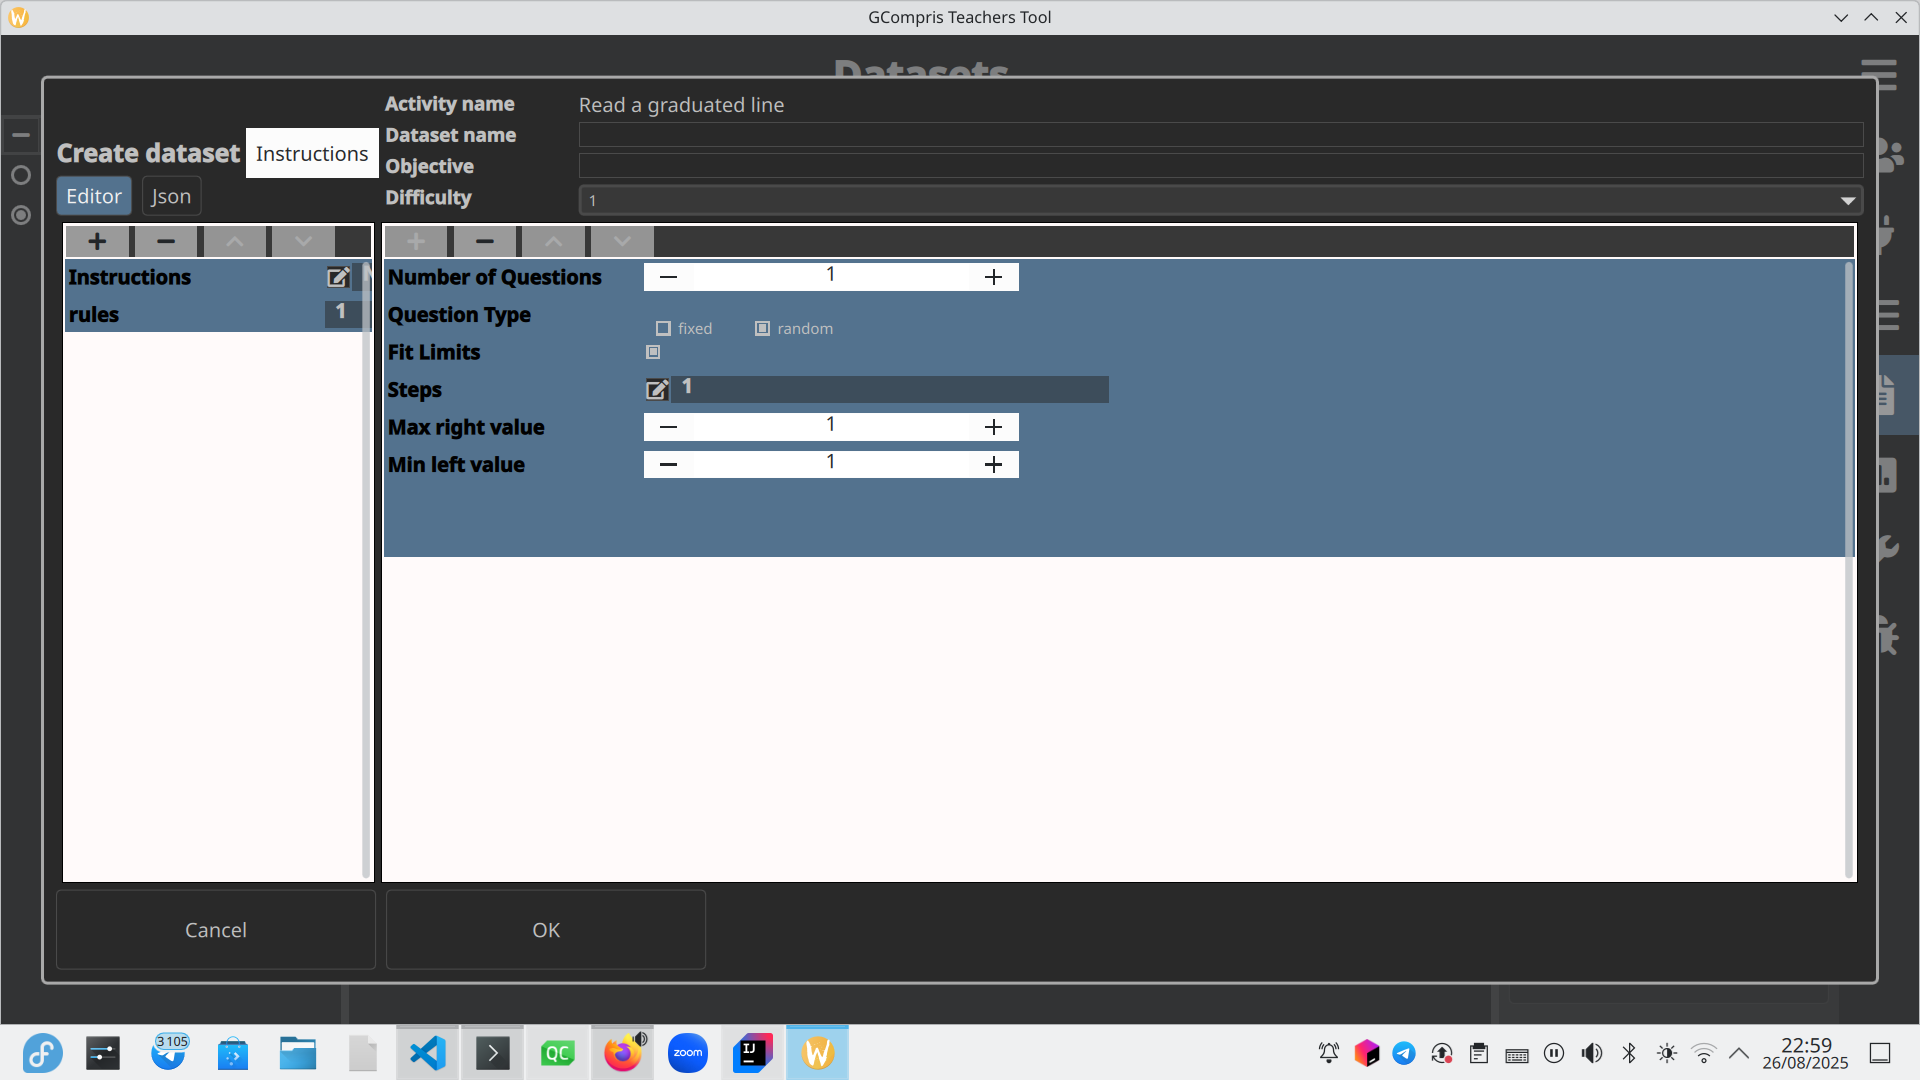 GCompris Teachers Tool
Datasets
Activity name
Read a graduated line
Dataset name
Create dataset
Instructions
Objective
Editor
Json
Difficulty
1
Instructions
rules
1
Number of Questions
1
Question Type
fixed
random
Fit Limits
Steps
1
Max right value
1
Min left value
1
Cancel
OK
3105
QC
zoom
IJ
W
22:59
26/08/2025